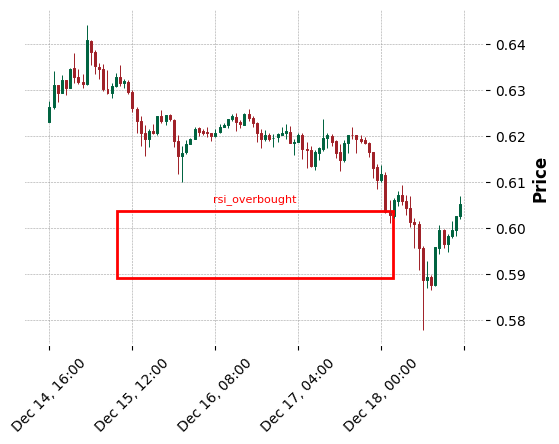 0.64
0.63
0.62
0.61
0.60
0.59
0.58
Price
rsi_overbought
Dec 14, 16:00
Dec 15, 12:00
Dec 16, 08:00
Dec 17, 04:00
Dec 18, 00:00